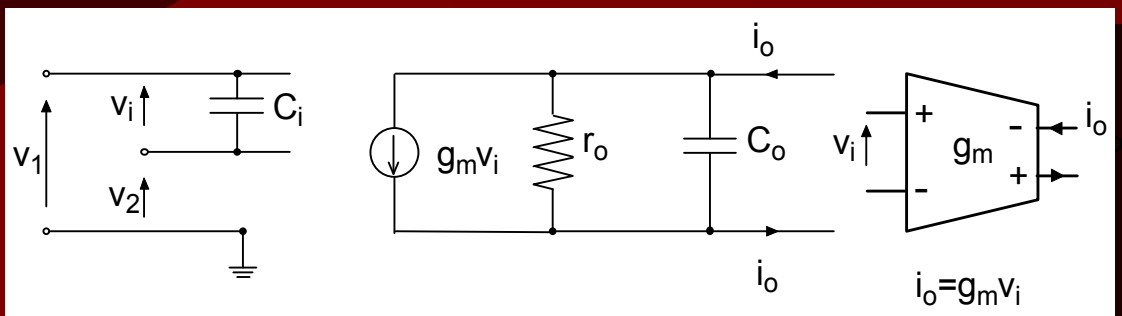 v₁
vᵢ
v₂
Cᵢ
gₘvᵢ
rₒ
Cₒ
iₒ
iₒ
vᵢ
+
-
gₘ
-
+
iₒ
iₒ=gₘvᵢ